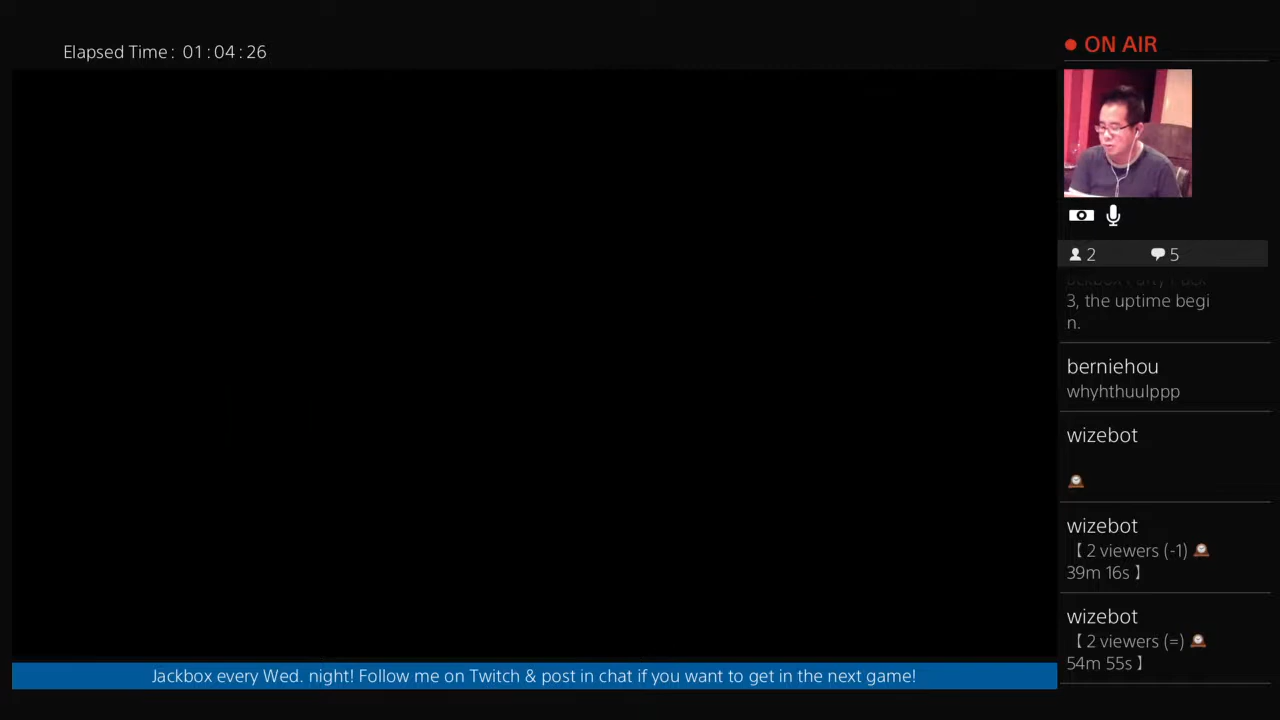 Elapsed Time: 01:04:26
ON AIR
2 5
3, the uptime begi
n.
berniehou
whyhthuulppp
wizebot
wizebot
【 2 viewers (-1)
39m 16s 】
wizebot
【 2 viewers (=)
54m 55s 】
Jackbox every Wed. night! Follow me on Twitch & post in chat if you want to get in the next game!